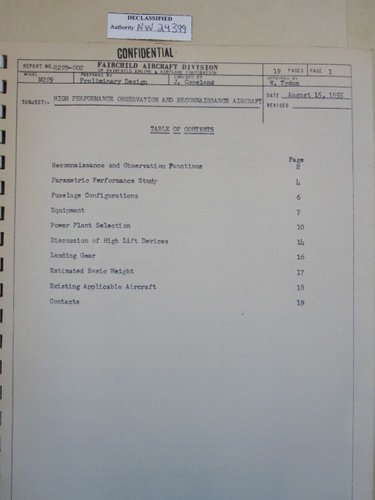 DECLASSIFIED
Authority NW 24399
CONFIDENTIAL
REPORT NO. R229-002 FAIRCHILD AIRCRAFT DIVISION 19 PAGES PAGE 1
OF FAIRCHILD ENGINE & AIRPLANE CORPORATION
MODEL PREPARED BY CHECKED BY APPROVED BY
M229 Preliminary Design J. Copeland W. Tydon
DATE August 15, 1955
SUBJECT:- HIGH PERFORMANCE OBSERVATION AND RECONNAISSANCE AIRCRAFT
REVISED
TABLE OF CONTENTS
Page
Reconnaissance and Observation Functions 2
Parametric Performance Study 4
Fuselage Configurations 6
Equipment 7
Power Plant Selection 10
Discussion of High Lift Devices 14
Landing Gear 16
Estimated Basic Weight 17
Existing Applicable Aircraft 18
Contacts 19